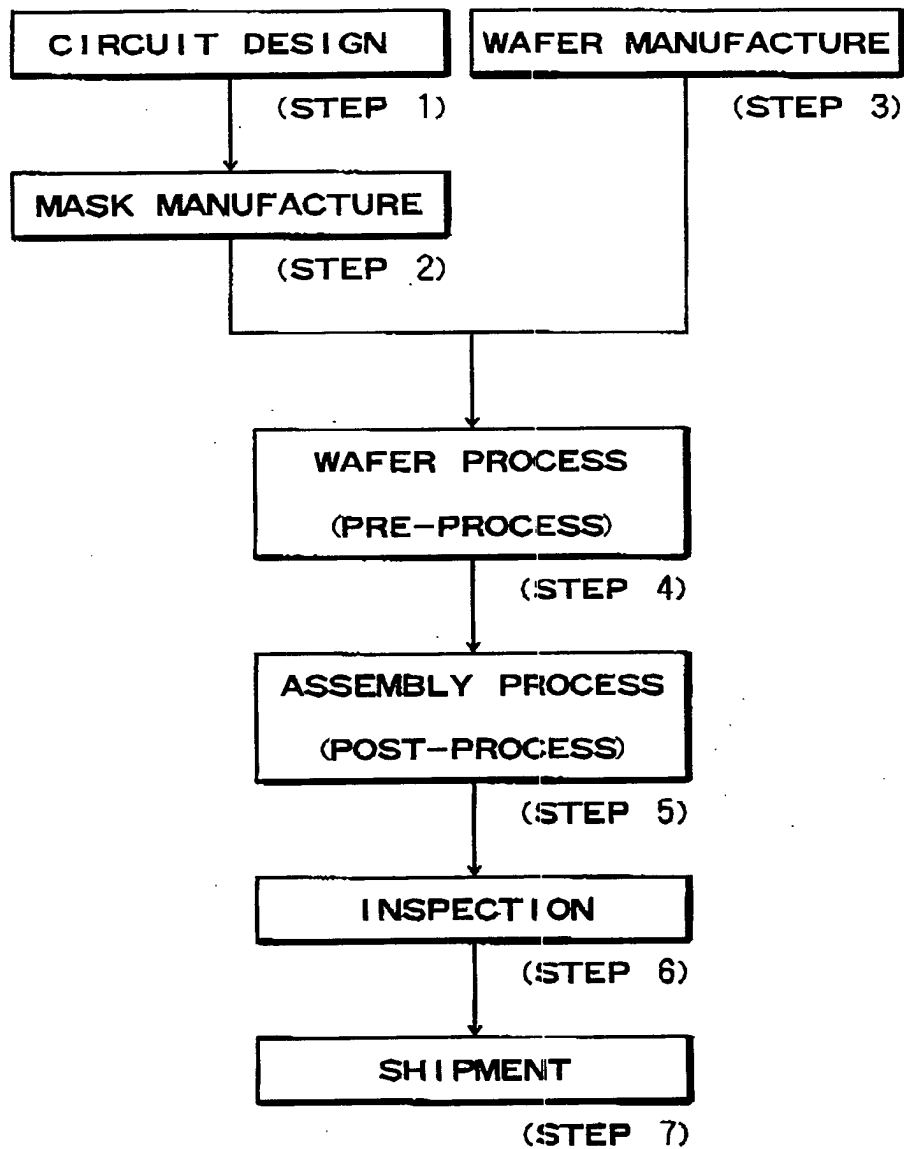 CIRCUIT DESIGN
(STEP 1)
MASK MANUFACTURE
(STEP 2)
WAFER MANUFACTURE
(STEP 3)
WAFER PROCESS
(PRE-PROCESS)
(STEP 4)
ASSEMBLY PROCESS
(POST-PROCESS)
(STEP 5)
INSPECTION
(STEP 6)
SHIPMENT
(STEP 7)